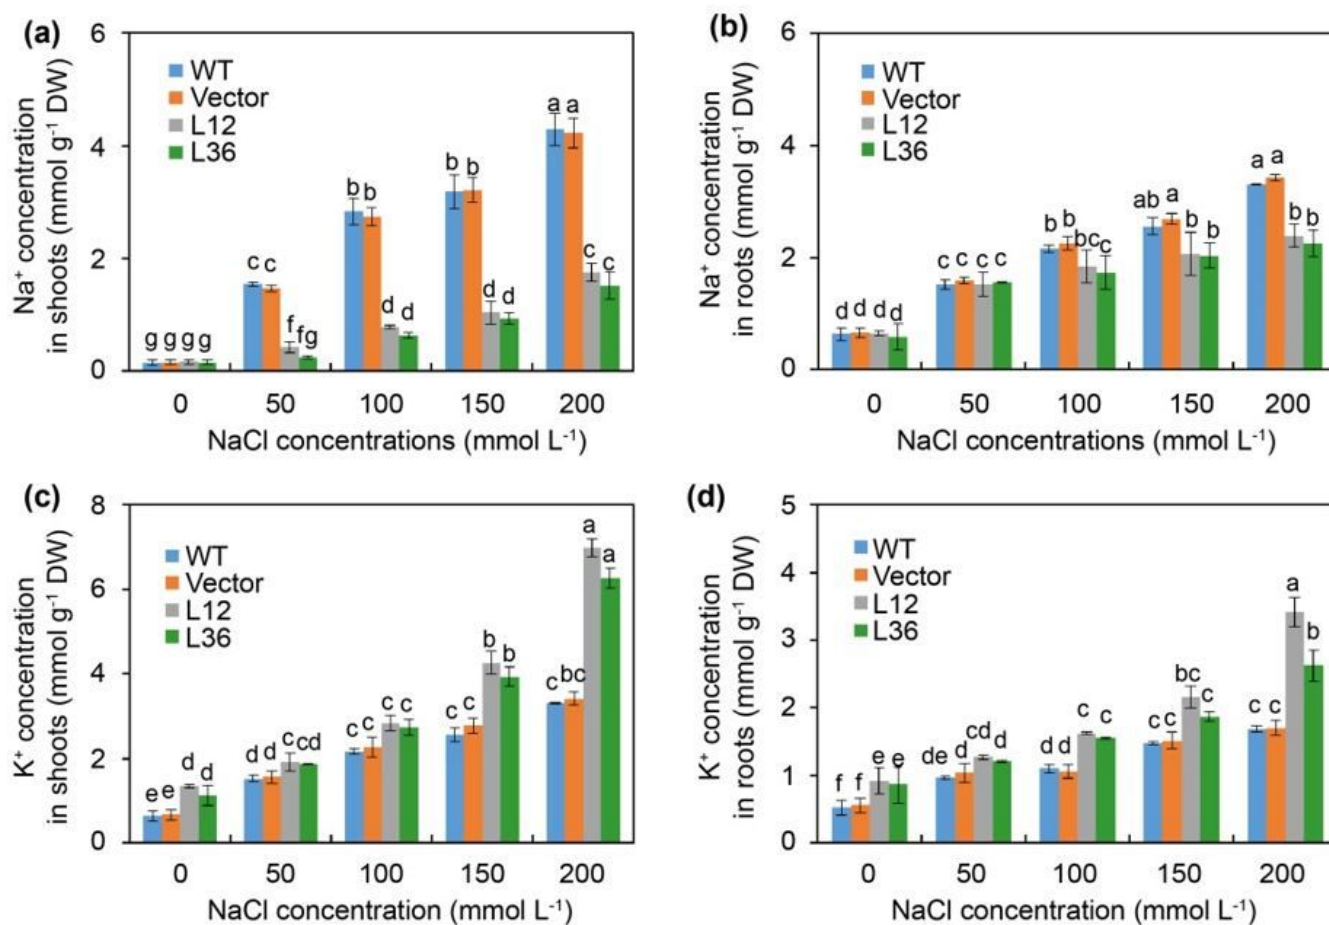 (a)
6
4
2
0
Na⁺ concentration
in shoots (mmol g⁻¹ DW)
WT
Vector
L12
L36
g g g g
c c f fg
b b d d
b b d d
a a c c
0 50 100 150 200
NaCl concentrations (mmol L⁻¹)
(b)
6
4
2
0
Na⁺ concentration
in roots (mmol g⁻¹ DW)
WT
Vector
L12
L36
d d d d
c c c c
b b bc c
ab a b b
a a b b
0 50 100 150 200
NaCl concentrations (mmol L⁻¹)
(c)
8
6
4
2
0
K⁺ concentration
in shoots (mmol g⁻¹ DW)
WT
Vector
L12
L36
e e d d
d d c cd
c c c c
c c b b
c bc a a
0 50 100 150 200
NaCl concentration (mmol L⁻¹)
(d)
5
4
3
2
1
0
K⁺ concentration
in roots (mmol g⁻¹ DW)
WT
Vector
L12
L36
f f e e
de d cd d
d d c c
c c bc c
c c a b
0 50 100 150 200
NaCl concentration (mmol L⁻¹)